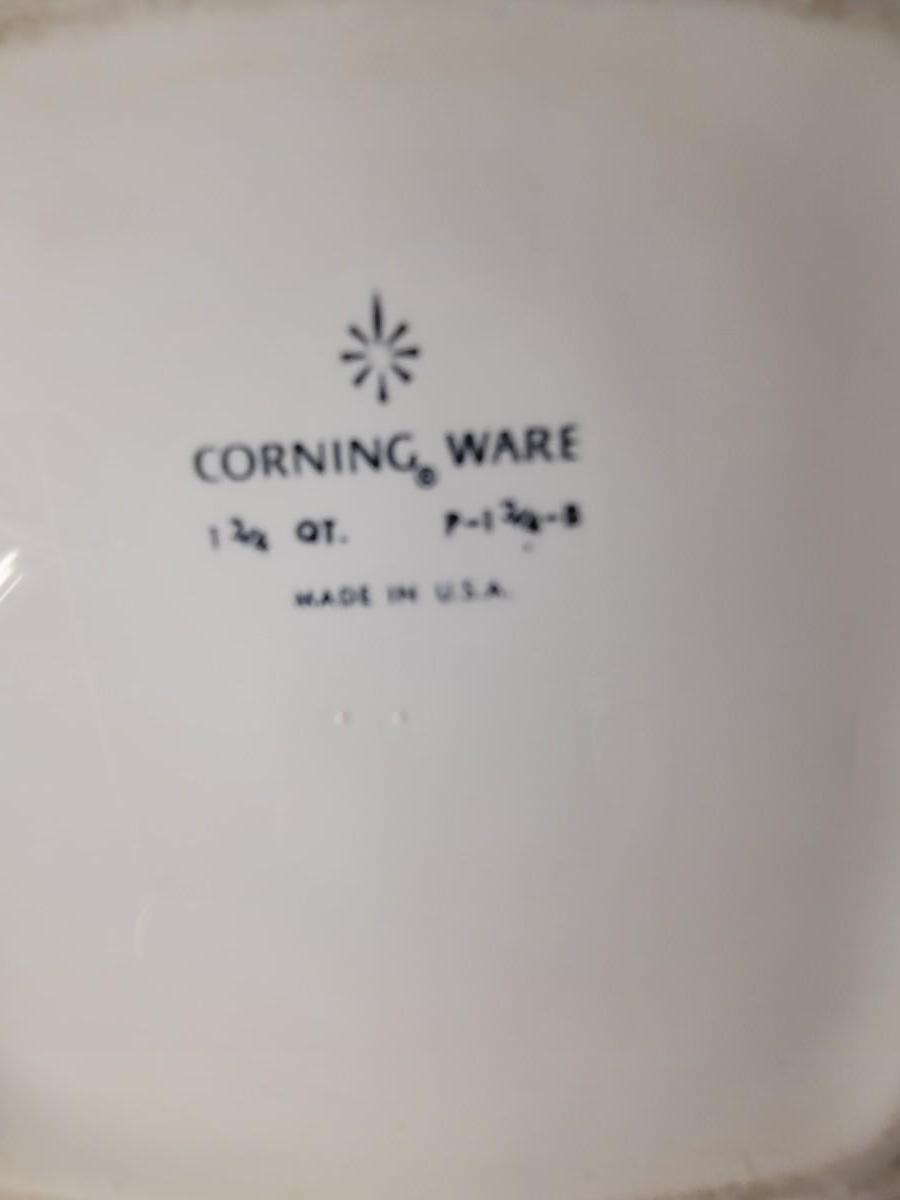 CORNING® WARE
1 3/4 QT. P-1 3/4-B
MADE IN U.S.A.